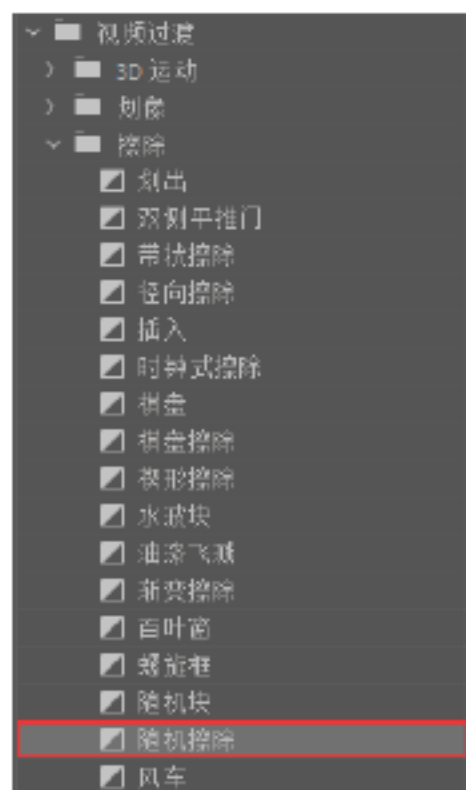 视频过渡
3D 运动
划像
擦除
划出
双侧平推门
带状擦除
径向擦除
插入
时钟式擦除
棋盘
棋盘擦除
楔形擦除
水波块
油漆飞溅
渐变擦除
百叶窗
螺旋框
随机块
随机擦除
风车